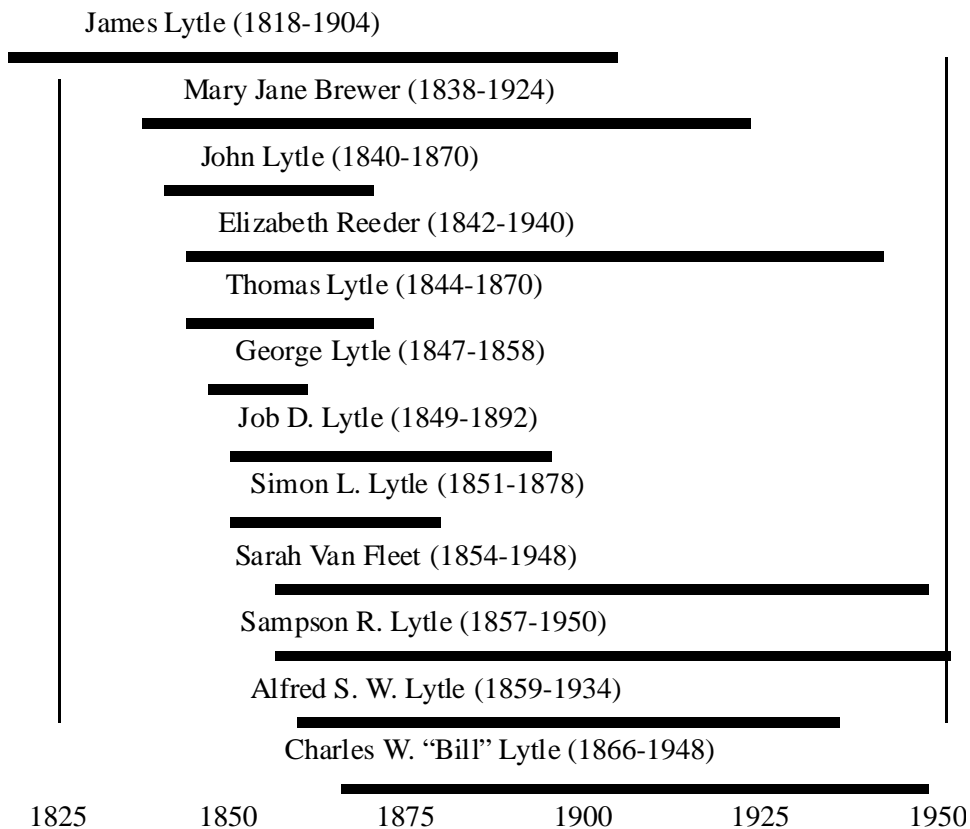 James Lytle (1818-1904)
Mary Jane Brewer (1838-1924)
John Lytle (1840-1870)
Elizabeth Reeder (1842-1940)
Thomas Lytle (1844-1870)
George Lytle (1847-1858)
Job D. Lytle (1849-1892)
Simon L. Lytle (1851-1878)
Sarah Van Fleet (1854-1948)
Sampson R. Lytle (1857-1950)
Alfred S. W. Lytle (1859-1934)
Charles W. “Bill” Lytle (1866-1948)
1825 1850 1875 1900 1925 1950